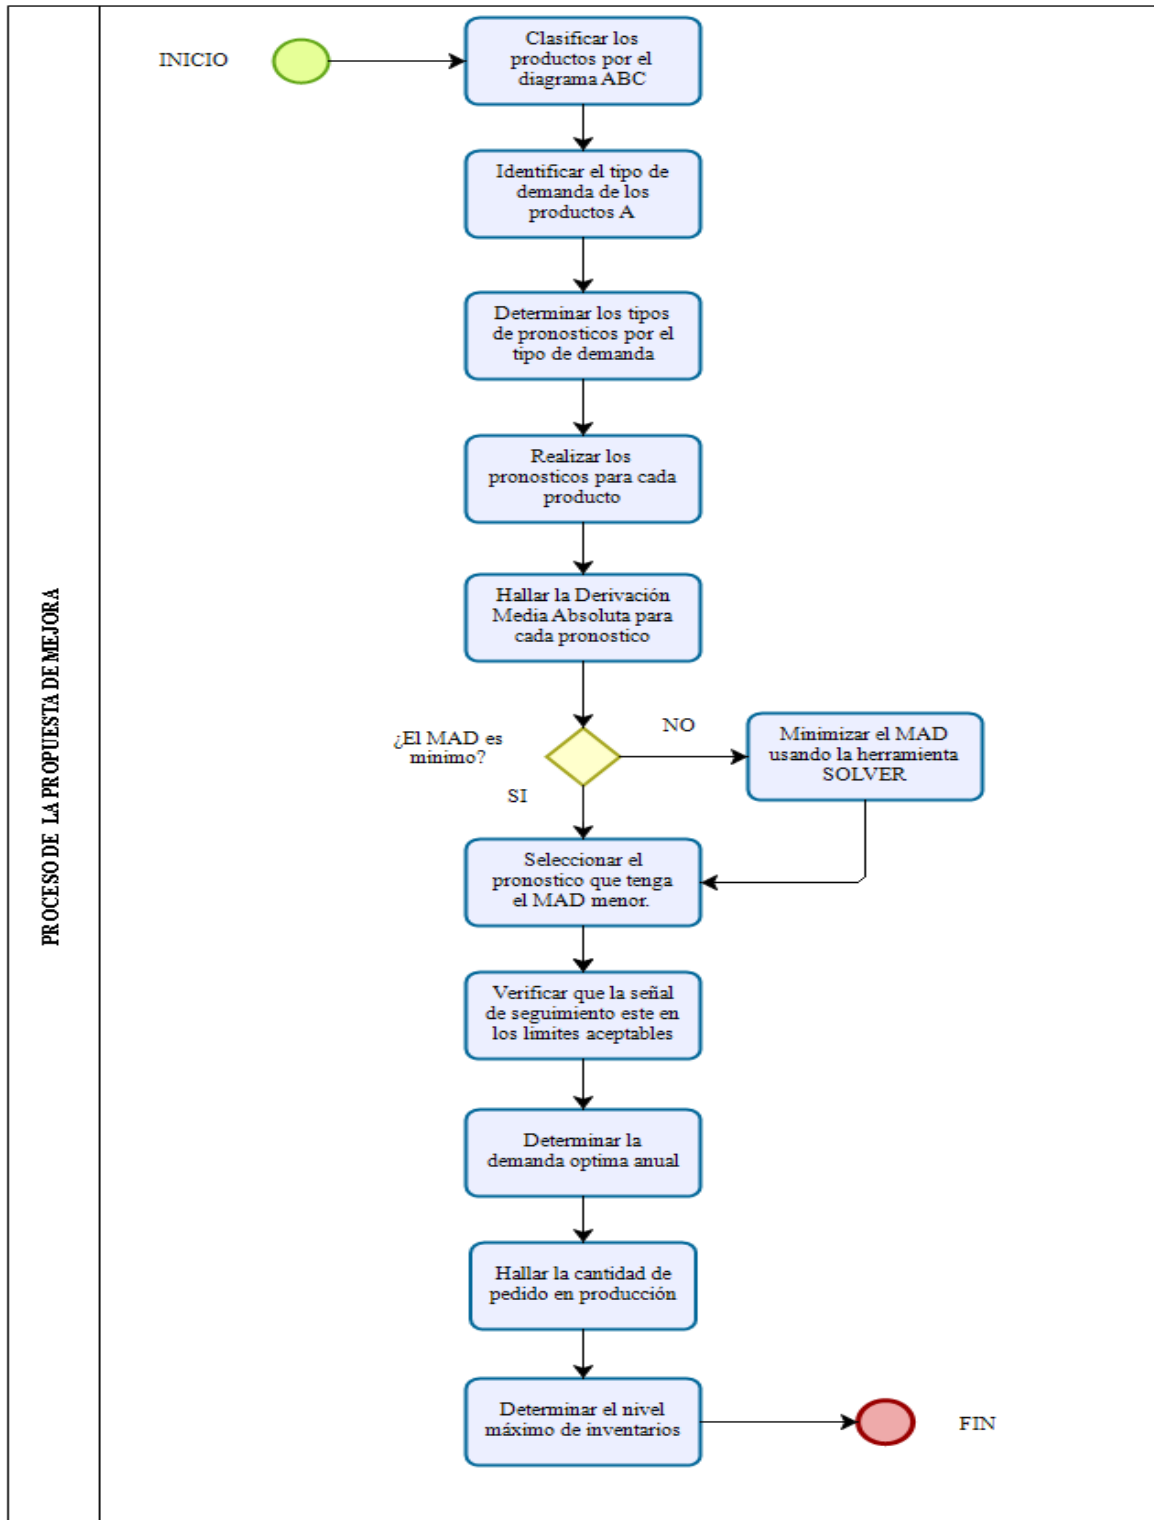 INICIO
Clasificar los
productos por el
diagrama ABC
Identificar el tipo de
demanda de los
productos A
Determinar los tipos
de pronosticos por el
tipo de demanda
Realizar los
pronosticos para cada
producto
Hallar la Derivación
Media Absoluta para
cada pronostico
¿El MAD es
minimo?
NO
SI
Minimizar el MAD
usando la herramienta
SOLVER
Seleccionar el
pronostico que tenga
el MAD menor.
Verificar que la señal
de seguimiento este en
los limites aceptables
Determinar la
demanda optima anual
Hallar la cantidad de
pedido en producción
Determinar el nivel
máximo de inventarios
FIN
PROCESO DE LA PROPUESTA DE MEJORA